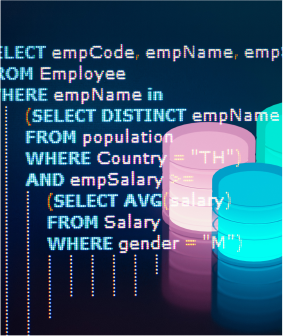 ELECT empCode, empName, empS
ROM Employee
HERE empName in
(SELECT DISTINCT empName
FROM population
WHERE Country = "TH")
AND empSalary >=
(SELECT AVG(salary)
FROM Salary
WHERE gender = "M")